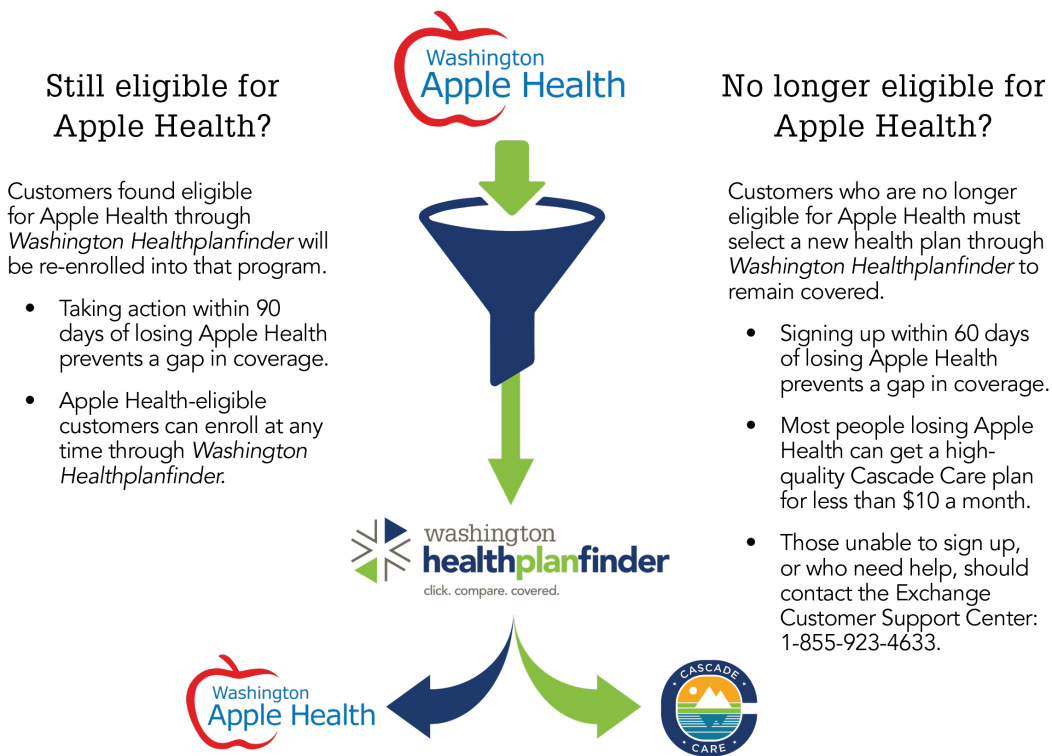 Washington
Apple Health
Still eligible for
Apple Health?
Customers found eligible
for Apple Health through
Washington Healthplanfinder will
be re-enrolled into that program.
• Taking action within 90
days of losing Apple Health
prevents a gap in coverage.
• Apple Health-eligible
customers can enroll at any
time through Washington
Healthplanfinder.
No longer eligible for
Apple Health?
Customers who are no longer
eligible for Apple Health must
select a new health plan through
Washington Healthplanfinder to
remain covered.
• Signing up within 60 days
of losing Apple Health
prevents a gap in coverage.
• Most people losing Apple
Health can get a high-
quality Cascade Care plan
for less than $10 a month.
• Those unable to sign up,
or who need help, should
contact the Exchange
Customer Support Center:
1-855-923-4633.
washington
healthplanfinder
click. compare. covered.
Washington
Apple Health
CASCADE
CARE